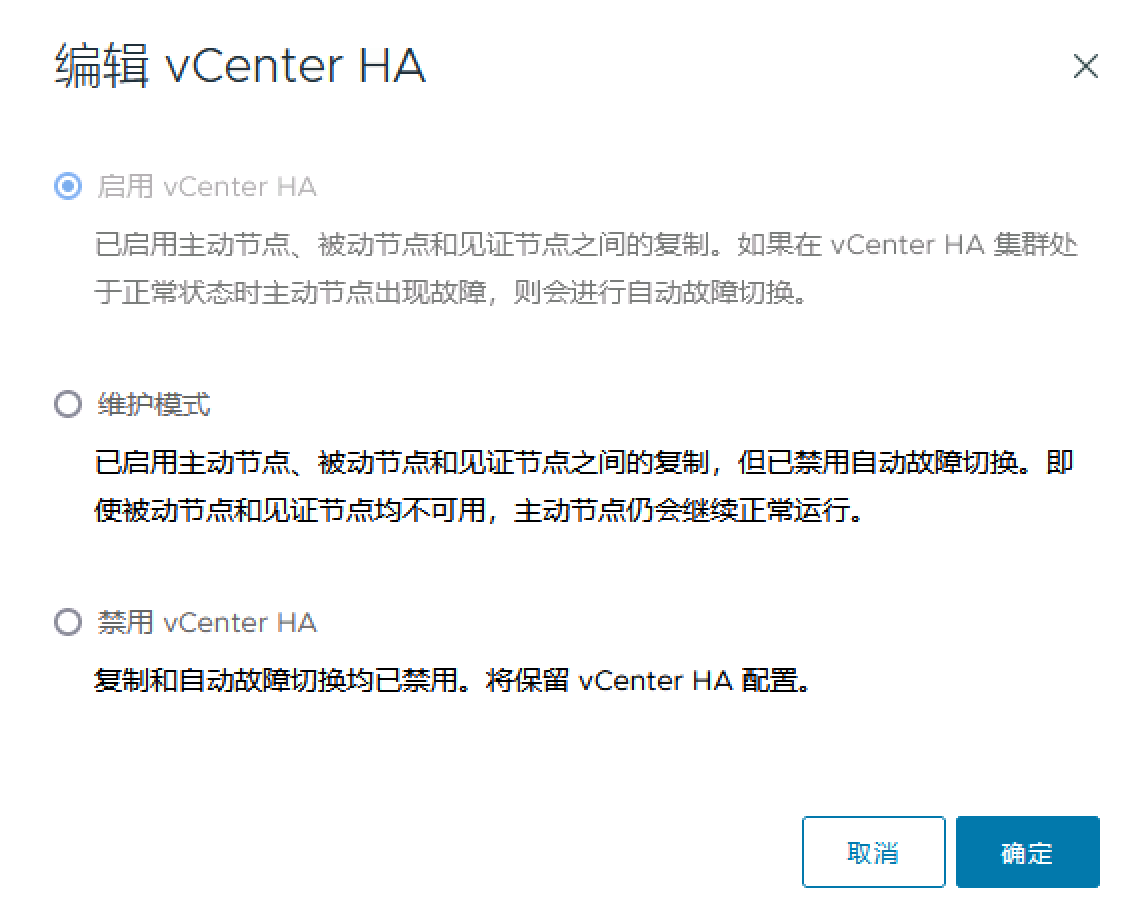 编辑 vCenter HA
启用 vCenter HA
已启用主动节点、被动节点和见证节点之间的复制。如果在 vCenter HA 集群处
于正常状态时主动节点出现故障，则会进行自动故障切换。
维护模式
已启用主动节点、被动节点和见证节点之间的复制，但已禁用自动故障切换。即
使被动节点和见证节点均不可用，主动节点仍会继续正常运行。
禁用 vCenter HA
复制和自动故障切换均已禁用。将保留 vCenter HA 配置。
取消
确定